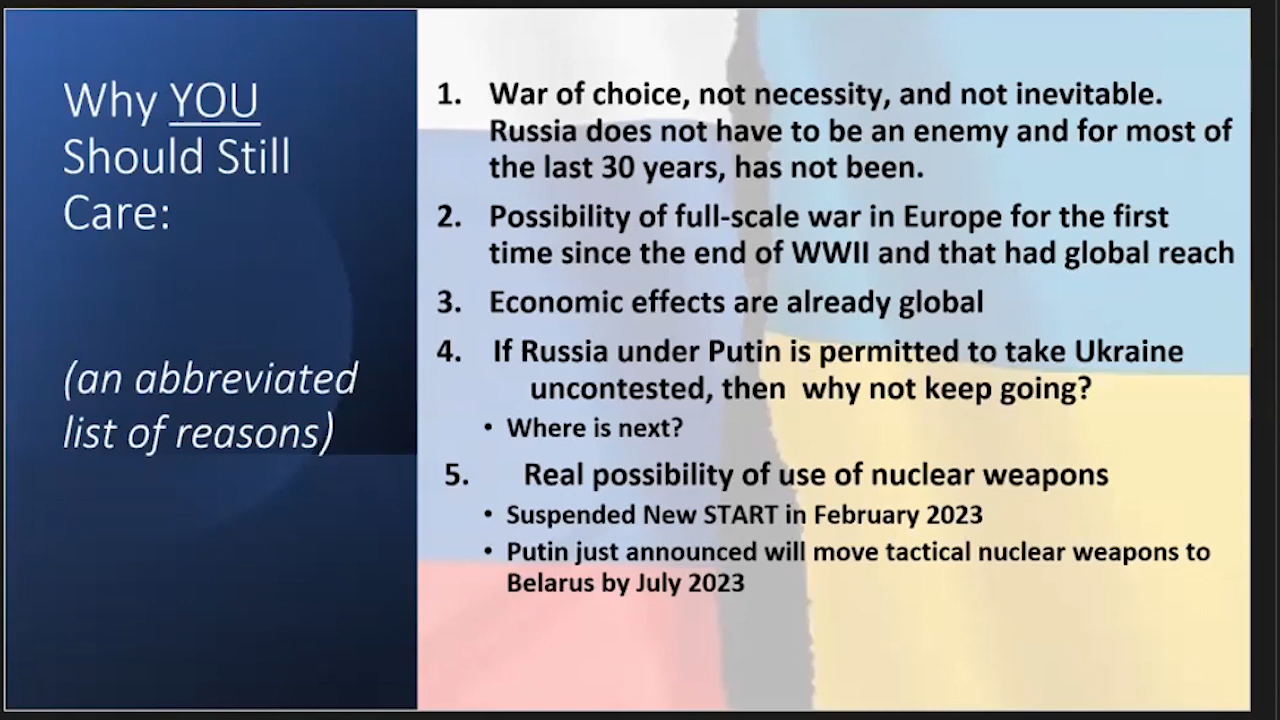 Why YOU
Should Still
Care:
(an abbreviated
list of reasons)
1. War of choice, not necessity, and not inevitable.
Russia does not have to be an enemy and for most of
the last 30 years, has not been.
2. Possibility of full-scale war in Europe for the first
time since the end of WWII and that had global reach
3. Economic effects are already global
4. If Russia under Putin is permitted to take Ukraine
uncontested, then why not keep going?
• Where is next?
5. Real possibility of use of nuclear weapons
• Suspended New START in February 2023
• Putin just announced will move tactical nuclear weapons to
Belarus by July 2023